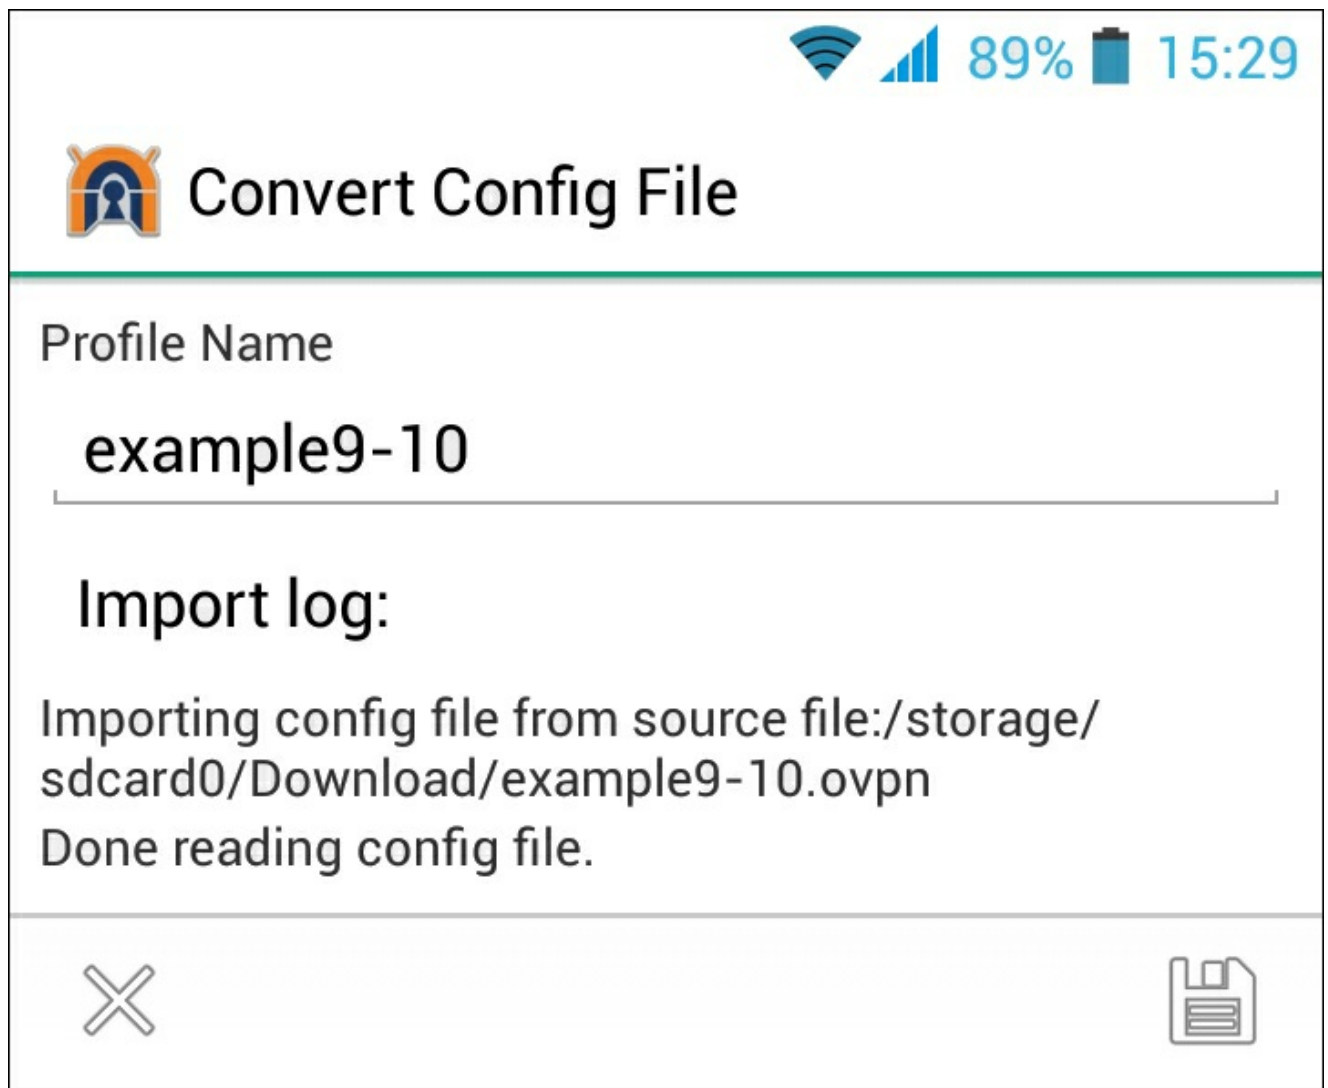 89% 15:29
Convert Config File
Profile Name
example9-10
Import log:
Importing config file from source file:/storage/
sdcard0/Download/example9-10.ovpn
Done reading config file.